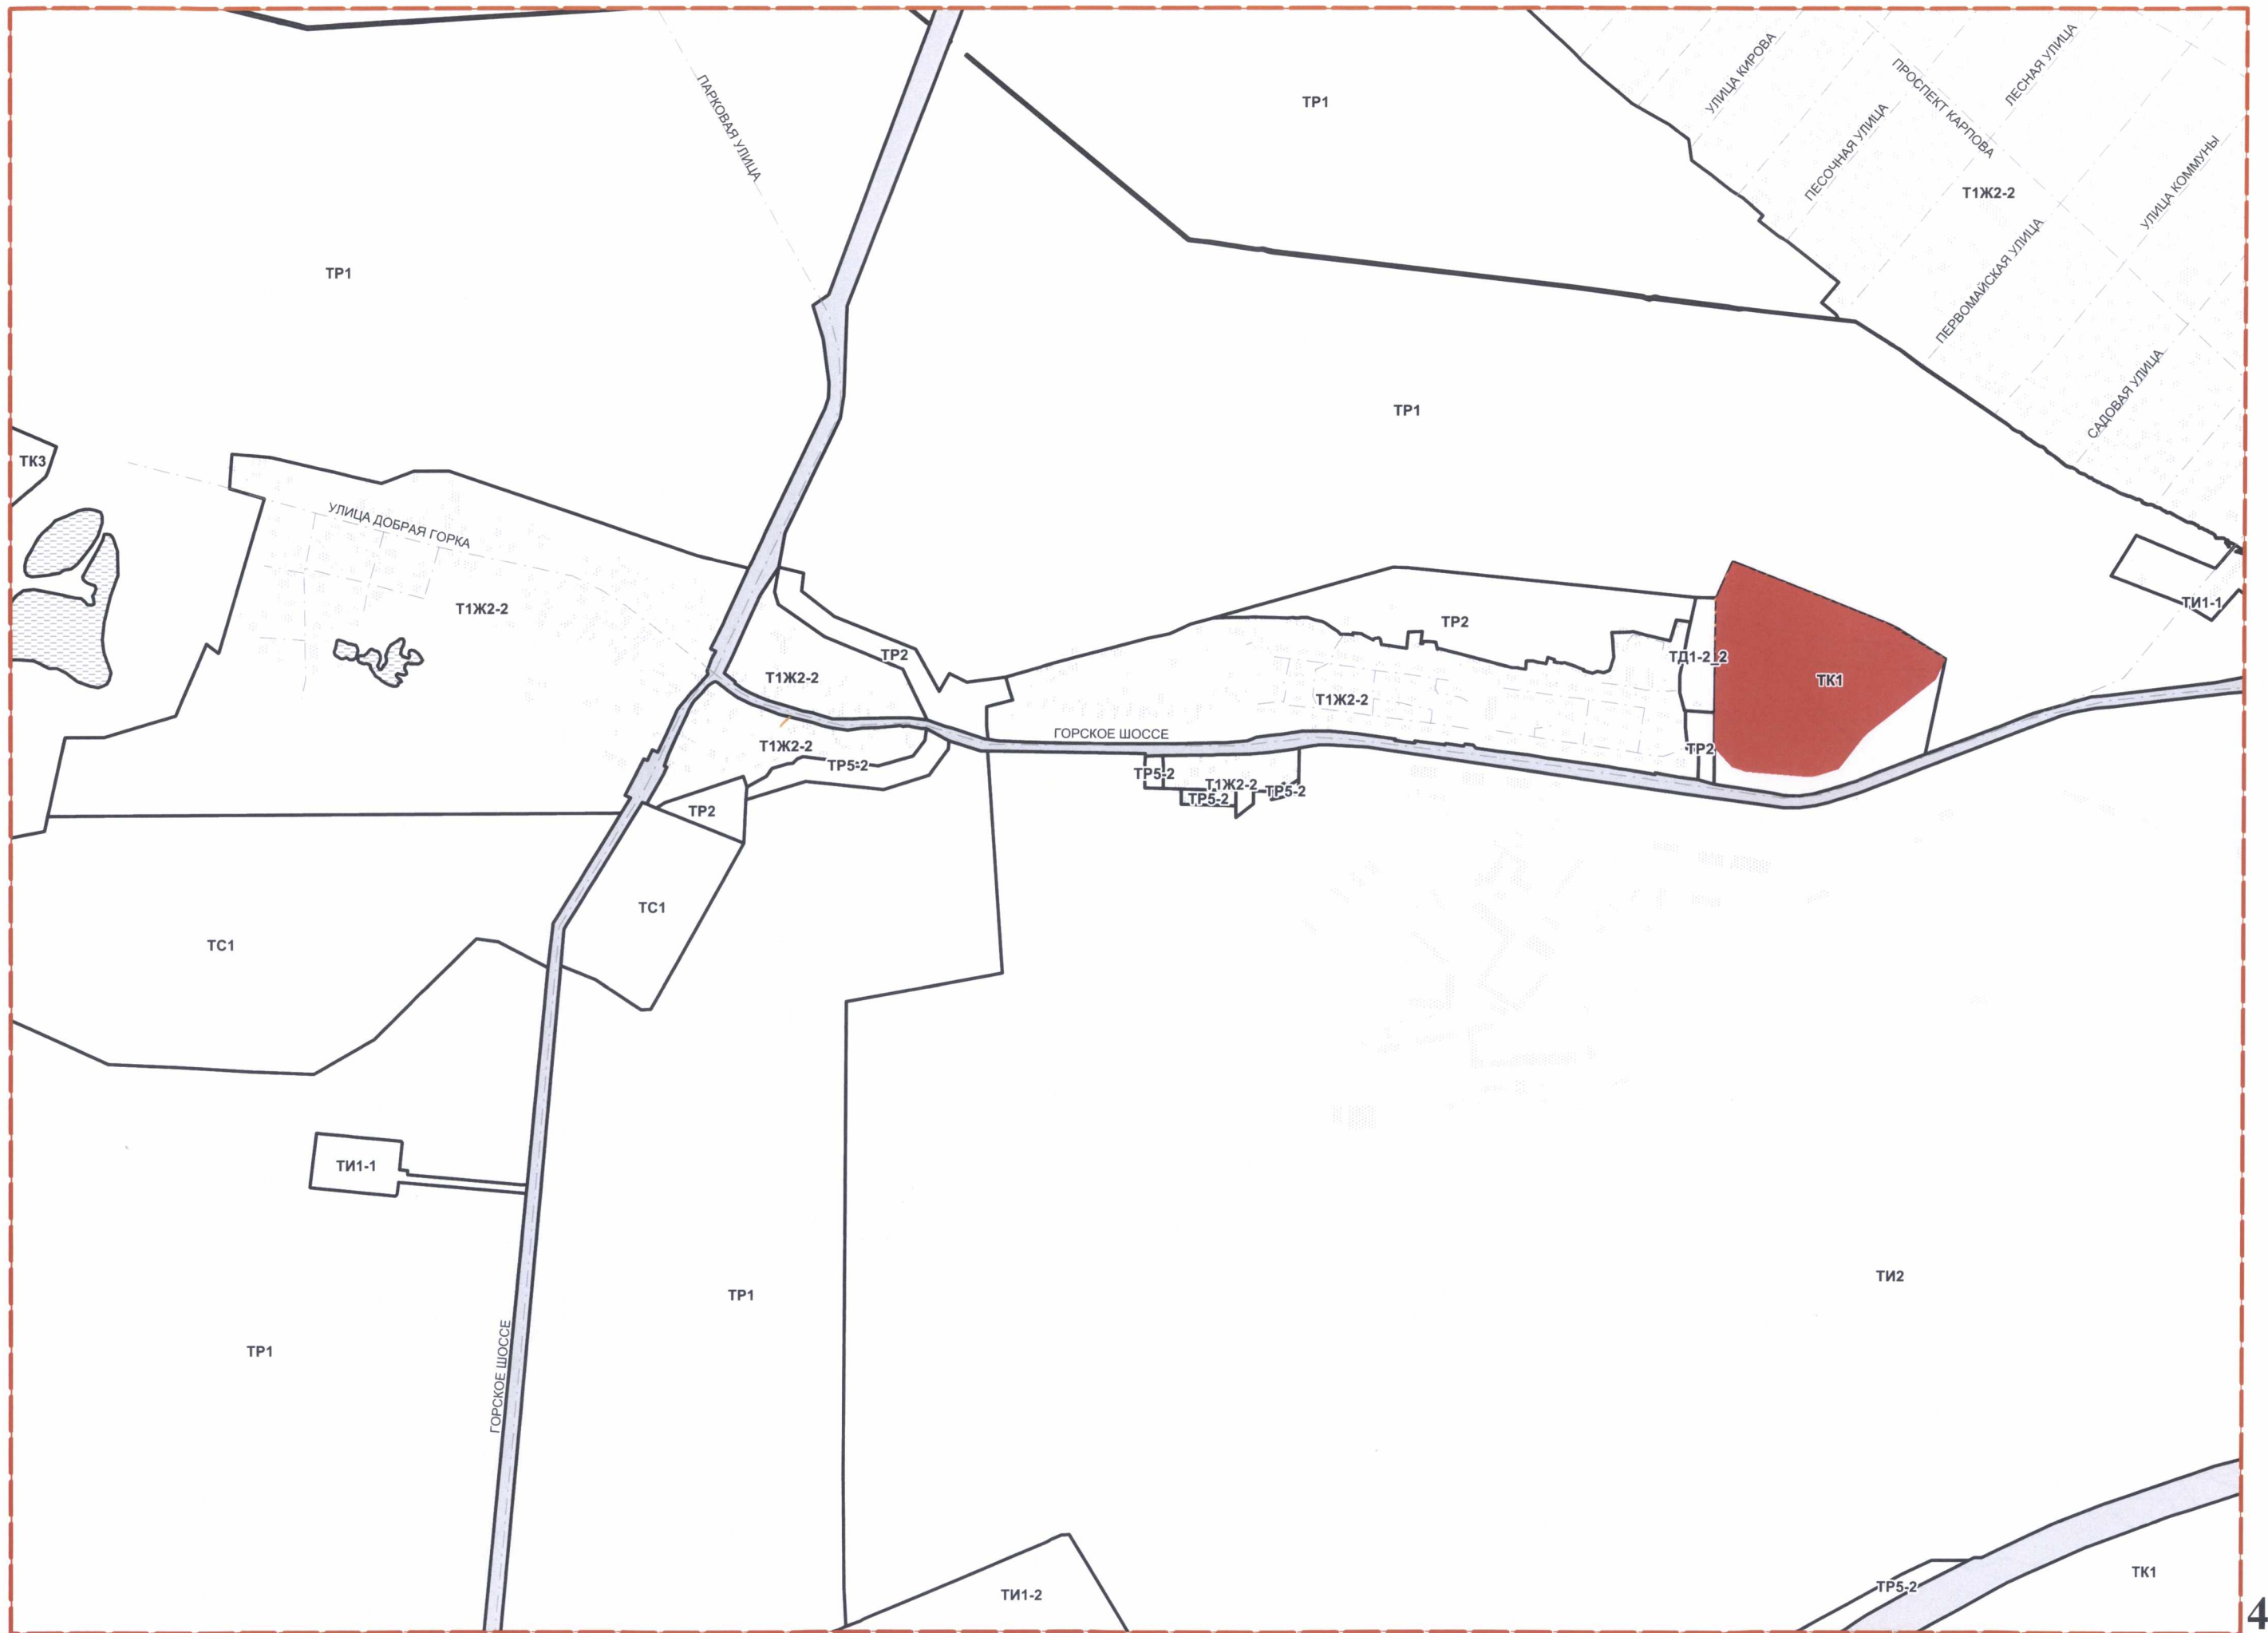 УЛИЦА КИРОВА
ПРОСПЕКТ КАРПОВА
ЛЕСНАЯ УЛИЦА
ПАРКОВАЯ УЛИЦА
ТР1
ПЕСОЧНАЯ УЛИЦА
УЛИЦА КОММУНЫ
Т1Ж2-2
ТР1
ПЕРВОМАЙСКАЯ УЛИЦА
САДОВАЯ УЛИЦА
ТР1
ТК3
УЛИЦА ДОБРАЯ ГОРКА
Т1Ж2-2
ТИ1-1
ТР2
ТР2
ТД1-2_2
Т1Ж2-2
ТК1
Т1Ж2-2
ГОРСКОЕ ШОССЕ
Т1Ж2-2
ТР2
ТР5-2
ТР5-2
Т1Ж2-2
ТР5-2
ТР5-2
ТР2
ТС1
ТС1
ТИ1-1
ТИ2
ТР1
ТР1
ГОРСКОЕ ШОССЕ
ТК1
ТР5-2
ТИ1-2
4